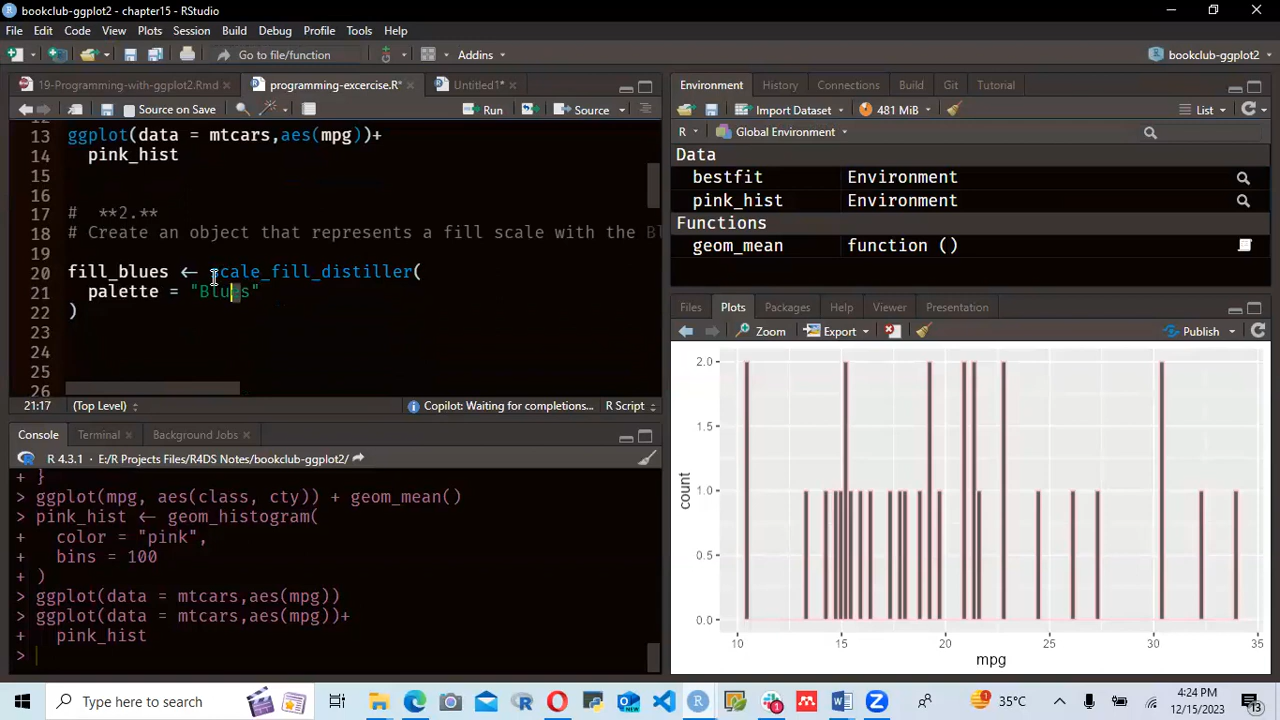 bookclub-ggplot2 - chapter15 - RStudio
File Edit Code View Plots Session Build Debug Profile Tools Help
Go to file/function Addins bookclub-ggplot2
19-Programming-with-ggplot2.Rmd programming-excercise.R* Untitled1*
Source on Save Run Source
13 ggplot(data = mtcars,aes(mpg))+
14 pink_hist
15
16
17 # **2.**
18 # Create an object that represents a fill scale with the Bl
19
20 fill_blues <- scale_fill_distiller(
21 palette = "Blues"
22 )
23
24
25
26
21:17 (Top Level) Copilot: Waiting for completions... R Script
Console Terminal Background Jobs
R 4.3.1 · E:/R Projects Files/R4DS Notes/bookclub-ggplot2/
+ }
> ggplot(mpg, aes(class, cty)) + geom_mean()
> pink_hist <- geom_histogram(
+ color = "pink",
+ bins = 100
+ )
> ggplot(data = mtcars,aes(mpg))
> ggplot(data = mtcars,aes(mpg))+
+ pink_hist
>
Environment History Connections Build Git Tutorial
Import Dataset 481 MiB List
R Global Environment
Data
bestfit Environment
pink_hist Environment
Functions
geom_mean function ()
Files Plots Packages Help Viewer Presentation
Zoom Export Publish
2.0
1.5
1.0
0.5
0.0
count
10 15 20 25 30 35
mpg
Type here to search
1
1
35°C
4:24 PM
12/15/2023
13